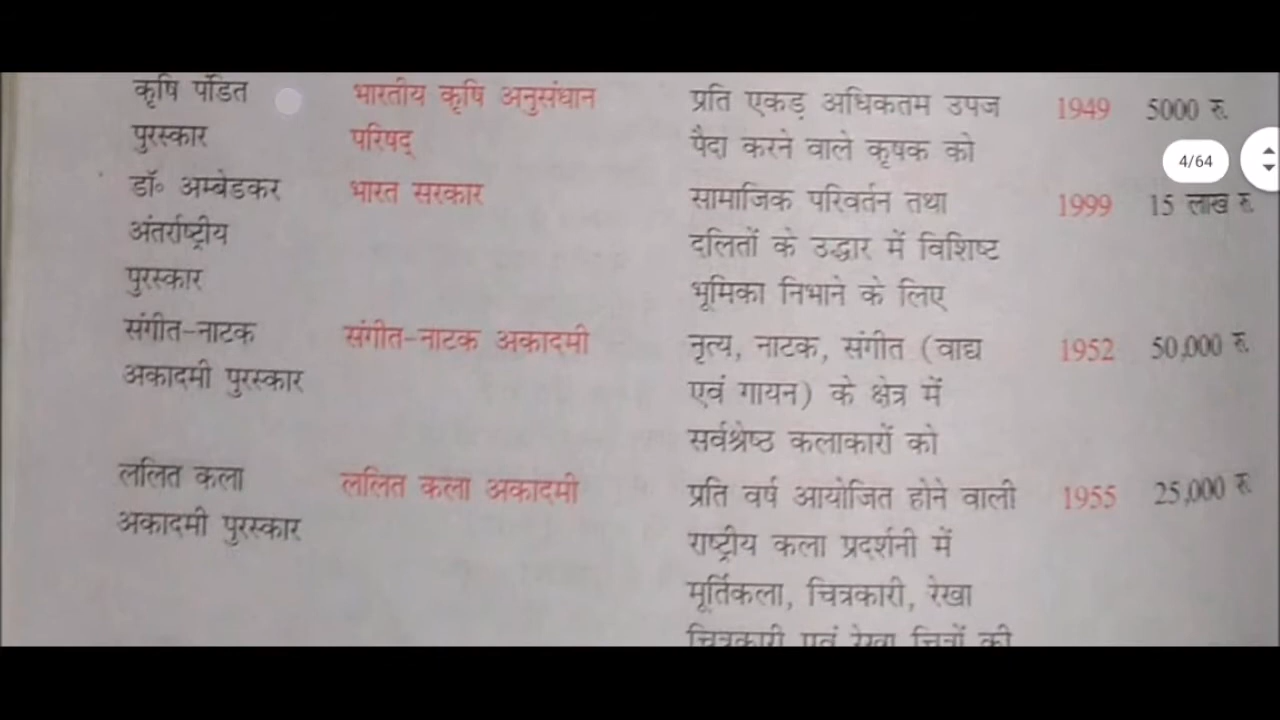 कृषि पंडित भारतीय कृषि अनुसंधान प्रति एकड़ अधिकतम उपज 1949 5000 रु.
पुरस्कार परिषद् पैदा करने वाले कृषक को
4/64
डॉ॰ अम्बेडकर भारत सरकार सामाजिक परिवर्तन तथा 1999 15 लाख रु.
अंतर्राष्ट्रीय दलितों के उद्धार में विशिष्ट
पुरस्कार भूमिका निभाने के लिए
संगीत-नाटक संगीत-नाटक अकादमी नृत्य, नाटक, संगीत (वाद्य 1952 50,000 रु.
अकादमी पुरस्कार एवं गायन) के क्षेत्र में
सर्वश्रेष्ठ कलाकारों को
ललित कला ललित कला अकादमी प्रति वर्ष आयोजित होने वाली 1955 25,000 रु.
अकादमी पुरस्कार राष्ट्रीय कला प्रदर्शनी में
मूर्तिकला, चित्रकारी, रेखा
चित्रकारी एवं रेखा चित्रों की